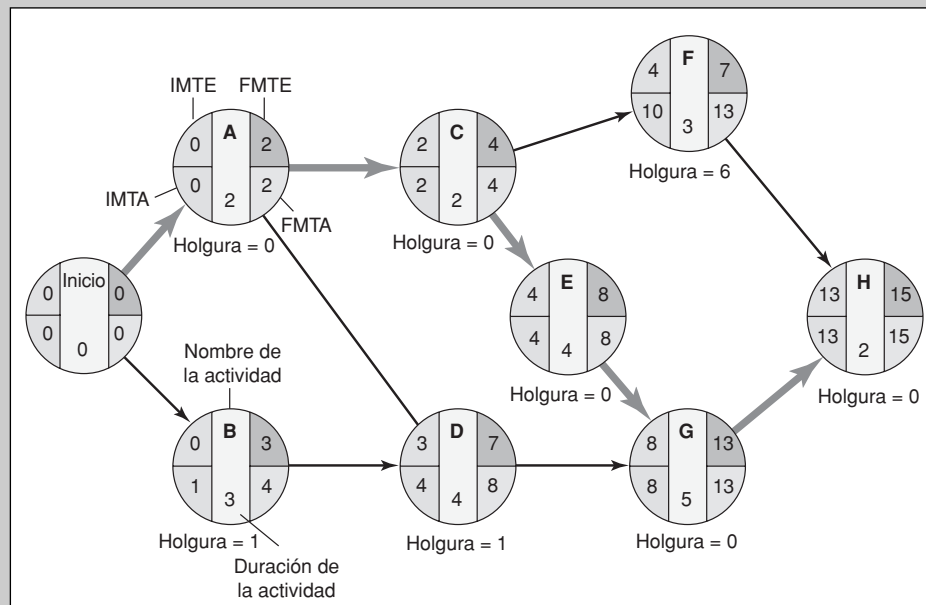 IMTE
FMTE
A
0
2
0
2
2
IMTA
FMTA
Holgura = 0
C
2
4
2
4
2
Holgura = 0
F
4
7
10
13
3
Holgura = 6
Inicio
0
0
0
0
0
E
4
8
4
8
4
Holgura = 0
H
13
15
13
15
2
Holgura = 0
Nombre de
la actividad
B
0
3
1
4
3
Holgura = 1
Duración de
la actividad
D
3
7
4
8
4
Holgura = 1
G
8
13
8
13
5
Holgura = 0